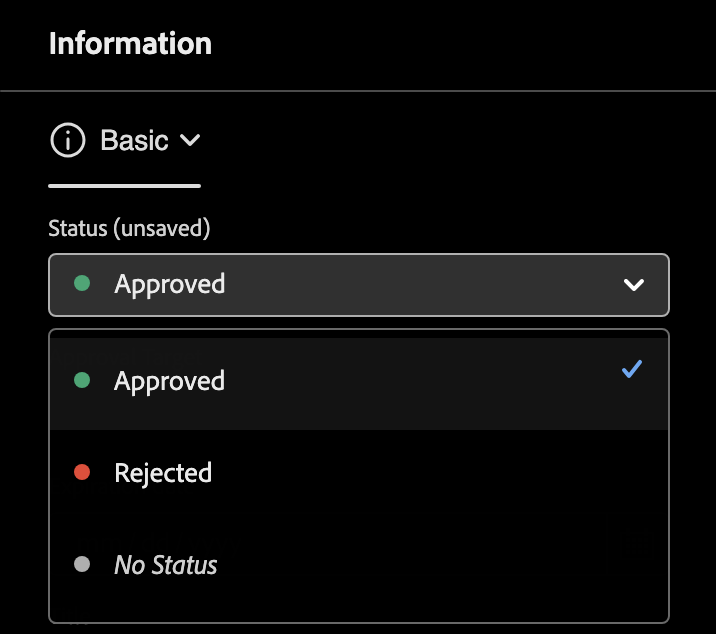 Information
Basic
Status (unsaved)
Approved
Approved
Rejected
No Status